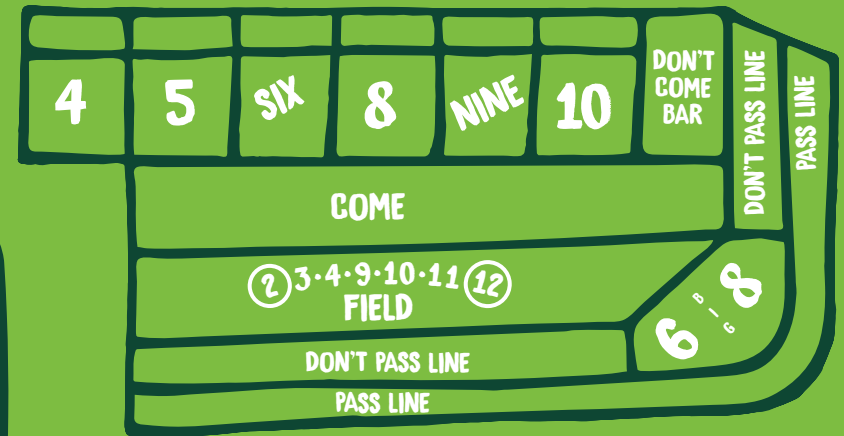 4 5 SIX 8 NINE 10
DON'T
COME
BAR
DON'T PASS LINE
PASS LINE
COME
2 3·4·9·10·11 12
FIELD
6 BIG 8
DON'T PASS LINE
PASS LINE